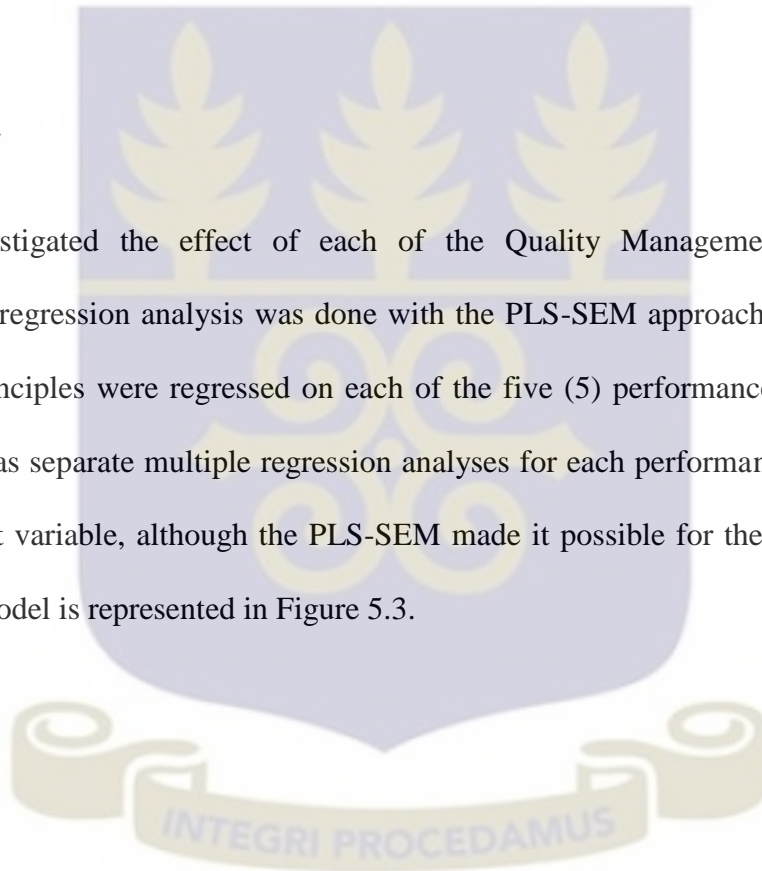 stigated the effect of each of the Quality Manageme
regression analysis was done with the PLS-SEM approach
nciples were regressed on each of the five (5) performance
as separate multiple regression analyses for each performan
t variable, although the PLS-SEM made it possible for the
odel is represented in Figure 5.3.
INTEGRI PROCEDAMUS